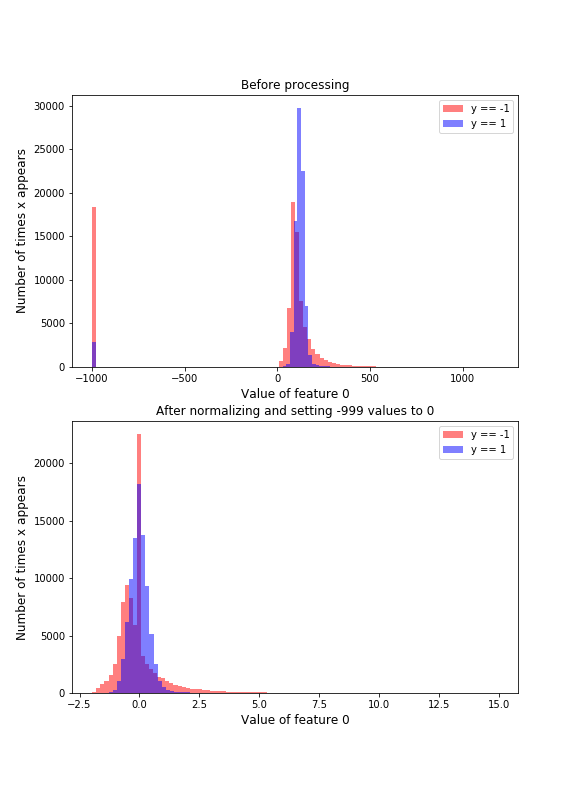 Before processing
y == -1
y == 1
Number of times x appears
30000
25000
20000
15000
10000
5000
0
−1000 −500 0 500 1000
Value of feature 0
After normalizing and setting -999 values to 0
y == -1
y == 1
Number of times x appears
20000
15000
10000
5000
0
−2.5 0.0 2.5 5.0 7.5 10.0 12.5 15.0
Value of feature 0